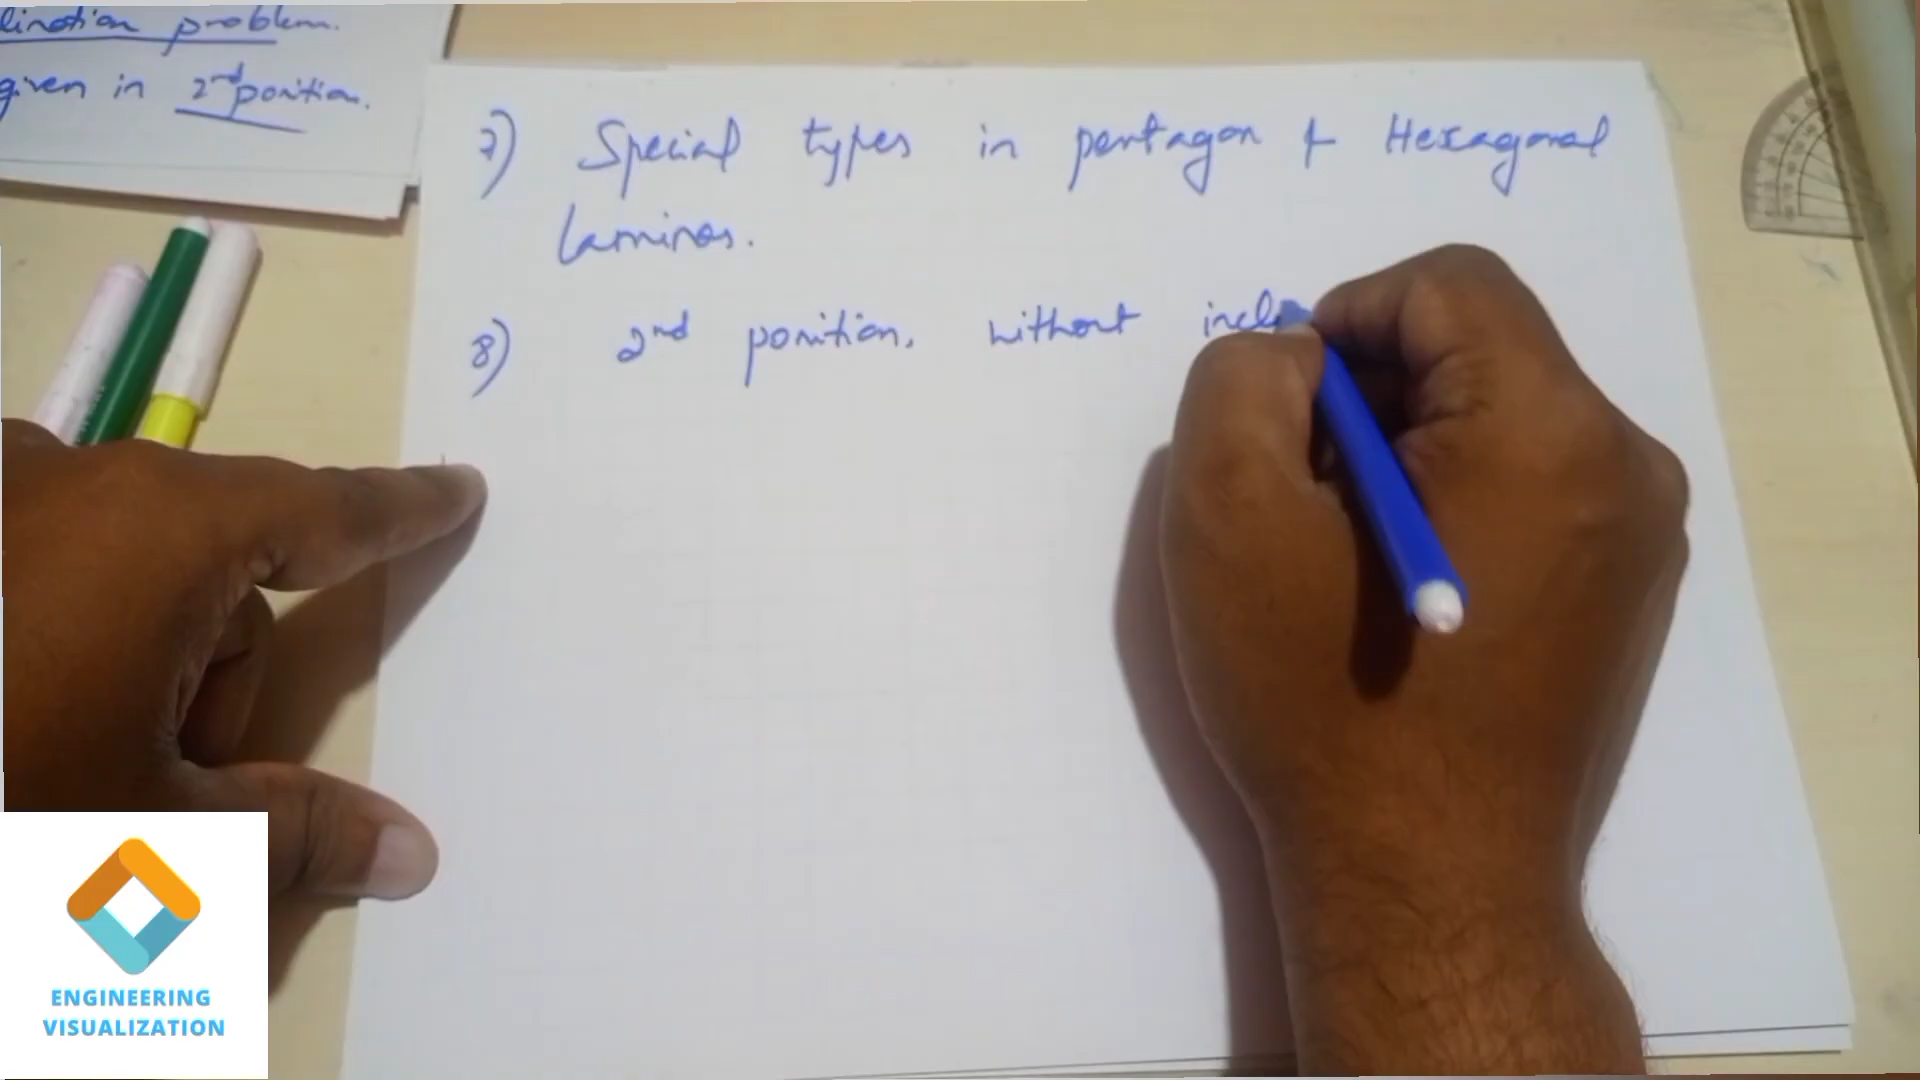 lination problem.
given in 2nd position.
7) Special types in pentagon & Hexagonal
Laminas.
8) 2nd position. without incl
ENGINEERING
VISUALIZATION